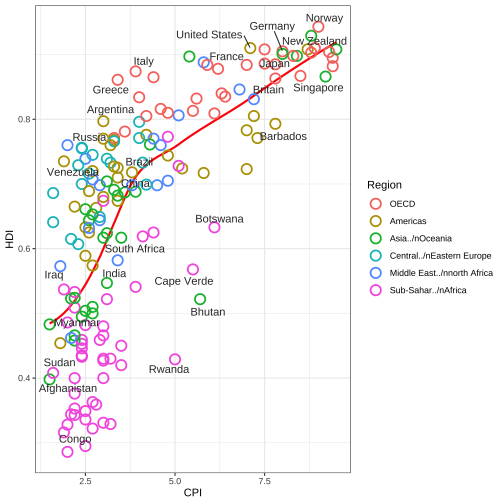 Norway
Germany
United States
New Zealand
Italy
France
Japan
Greece
Britain
Singapore
Argentina
Russia
Barbados
Brazil
Venezuela
China
Botswana
South Africa
Iraq
India
Cape Verde
Myanmar
Bhutan
Sudan
Rwanda
Afghanistan
Congo
HDI
0.8
0.6
0.4
2.5
5.0
7.5
CPI
Region
OECD
Americas
Asia../nOceania
Central../nEastern Europe
Middle East../nnorth Africa
Sub-Sahar../nAfrica